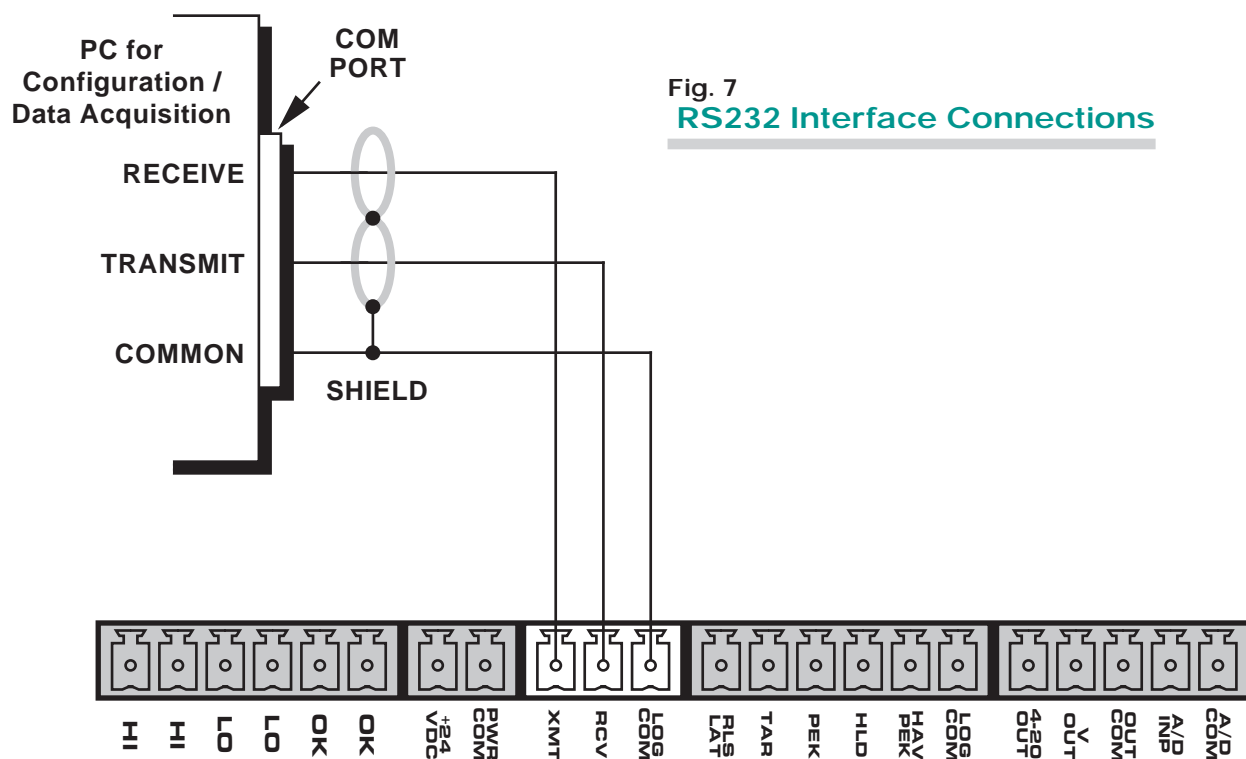 PC for
Configuration /
Data Acquisition
COM
PORT
Fig. 7
RS232 Interface Connections
RECEIVE
TRANSMIT
COMMON
SHIELD
HI
HI
LO
LO
OK
OK
+24
VDC
PWR
COM
XMT
RCV
LOG
COM
RLS
LAT
TAR
PEK
HLD
HAV
PEK
LOG
COM
4-20
OUT
V
OUT
OUT
COM
A/D
INP
A/D
COM